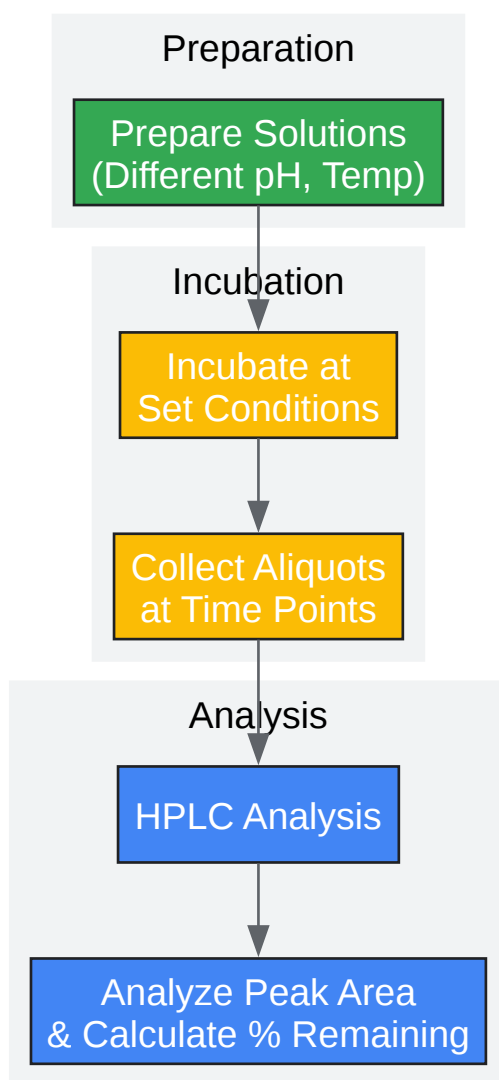 Preparation
Prepare Solutions
(Different pH, Temp)
Incubation
Incubate at
Set Conditions
Collect Aliquots
at Time Points
Analysis
HPLC Analysis
Analyze Peak Area
& Calculate % Remaining